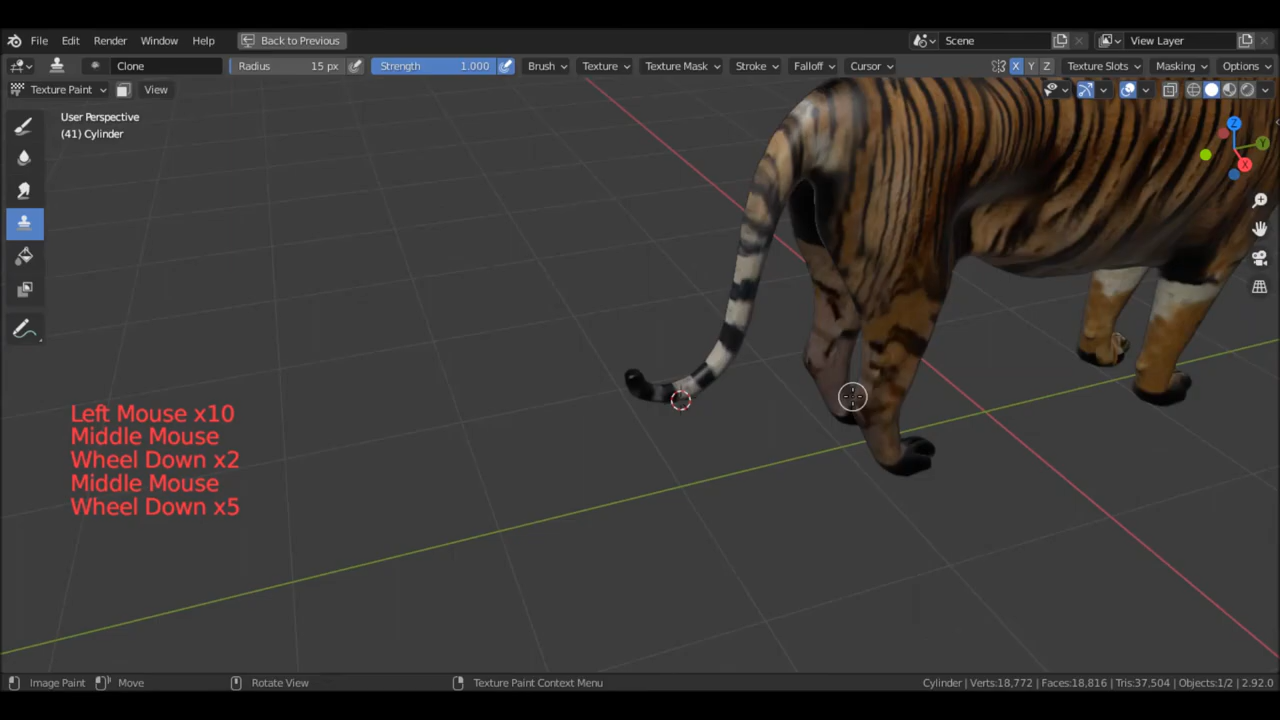 File Edit Render Window Help Back to Previous Scene View Layer
Clone Radius 15 px Strength 1.000 Brush Texture Texture Mask Stroke Falloff Cursor X Y Z Texture Slots Masking Options
Texture Paint View
User Perspective
(41) Cylinder
Z
Y
X
Left Mouse x10
Middle Mouse
Wheel Down x2
Middle Mouse
Wheel Down x5
Image Paint Move Rotate View Texture Paint Context Menu Cylinder | Verts:18,772 | Faces:18,816 | Tris:37,504 | Objects:1/2 | 2.92.0